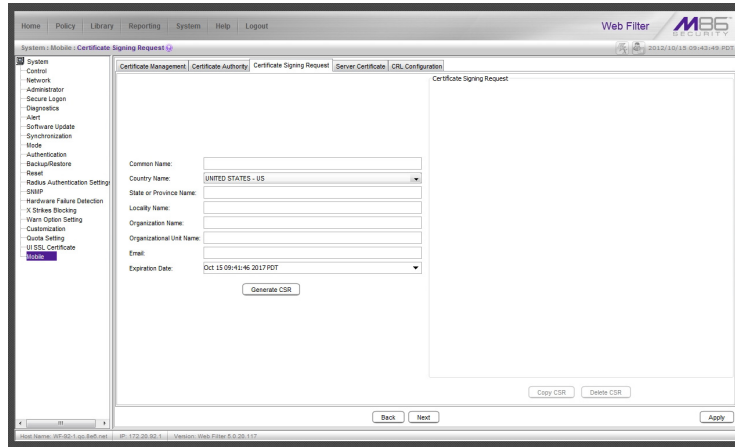 Home Policy Library Reporting System Help Logout
Web Filter
M86
SECURITY
System : Mobile : Certificate Signing Request
2012/10/15 09:43:49 PDT
System
Control
Network
Administrator
Secure Logon
Diagnostics
Alert
Software Update
Synchronization
Mode
Authentication
Backup/Restore
Reset
Radius Authentication Settings
SNMP
Hardware Failure Detection
X Strikes Blocking
Warn Option Setting
Customization
Quota Setting
UI SSL Certificate
Mobile
Certificate Management Certificate Authority Certificate Signing Request Server Certificate CRL Configuration
Common Name:
Country Name: UNITED STATES - US
State or Province Name:
Locality Name:
Organization Name:
Organizational Unit Name:
Email:
Expiration Date: Oct 15 09:41:46 2017 PDT
Generate CSR
Certificate Signing Request
Copy CSR Delete CSR
Back Next Apply
Host Name: WF-92-1.qc.8e6.net IP: 172.20.92.1 Version: Web Filter 5.0.20.117